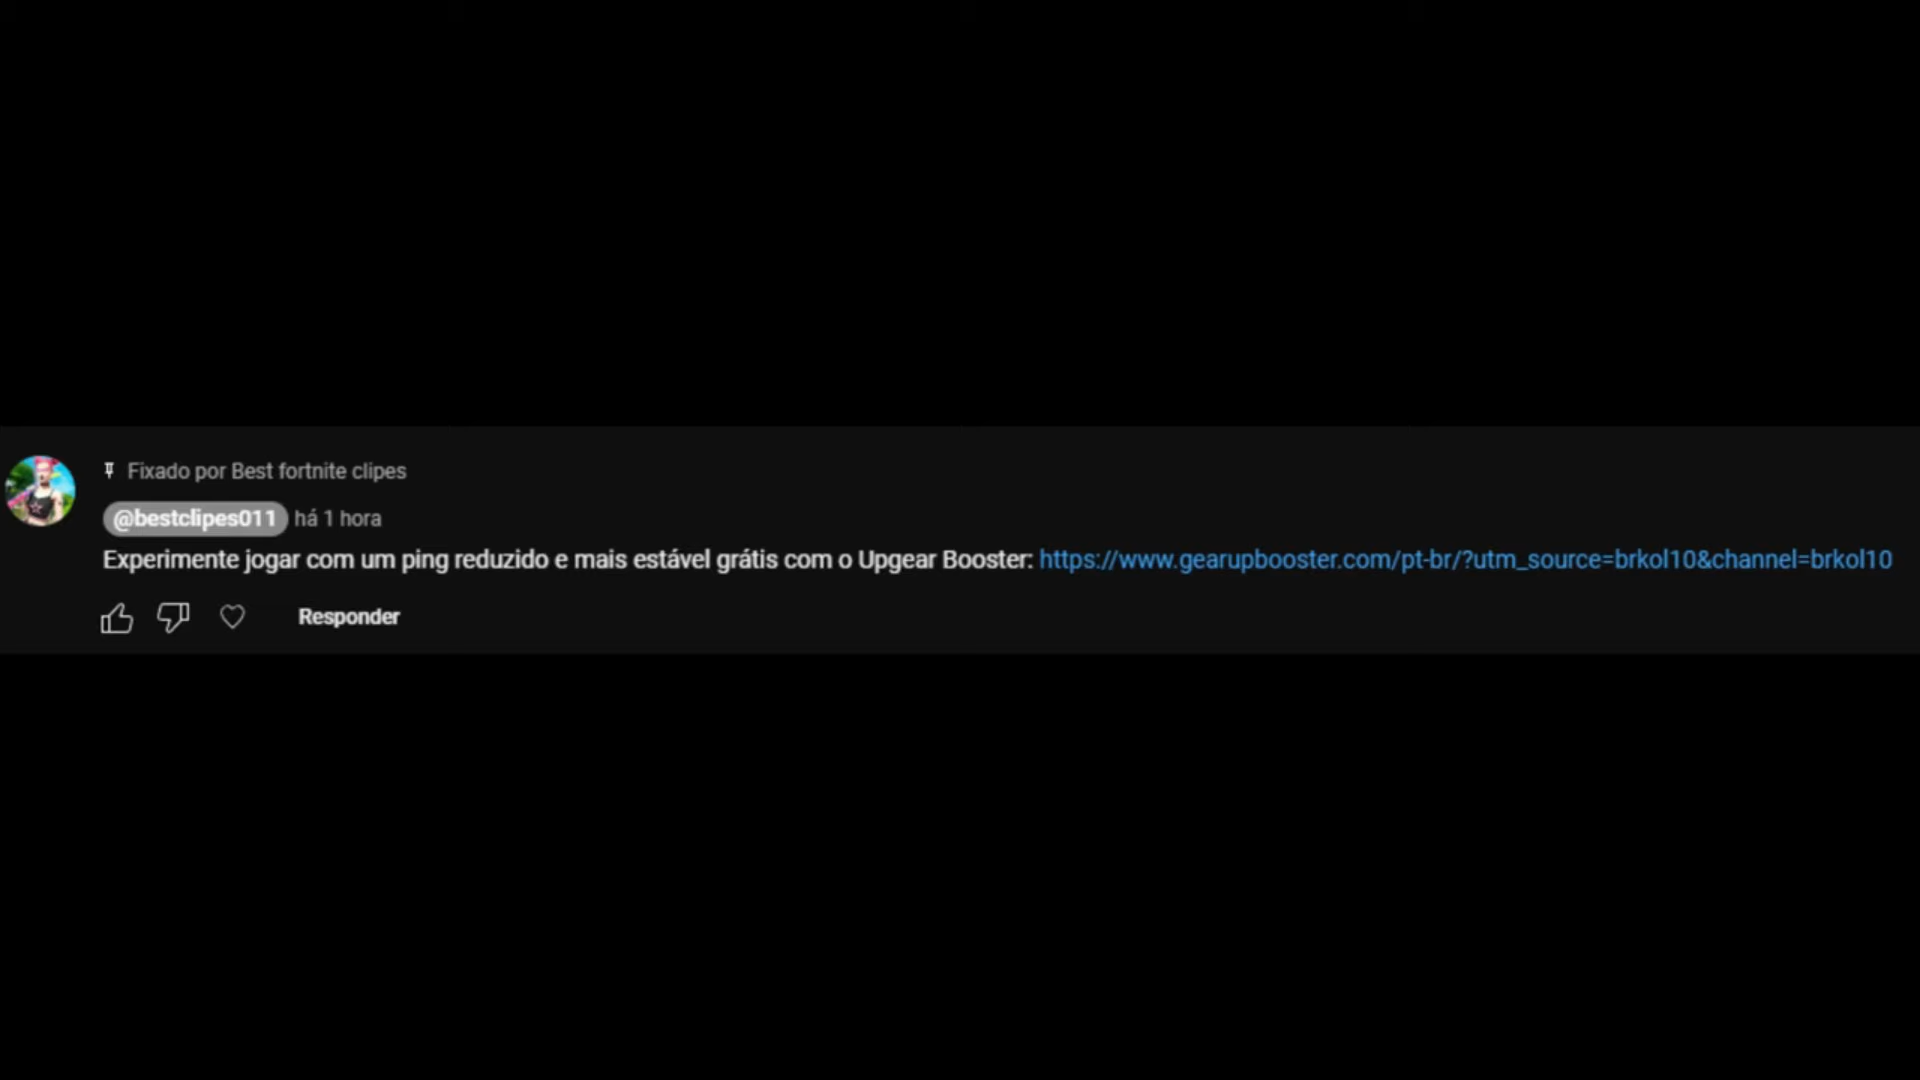 Fixado por Best fortnite clipes
@bestclipes011 há 1 hora
Experimente jogar com um ping reduzido e mais estável grátis com o Upgear Booster: https://www.gearupbooster.com/pt-br/?utm_source=brkol10&channel=brkol10
Responder